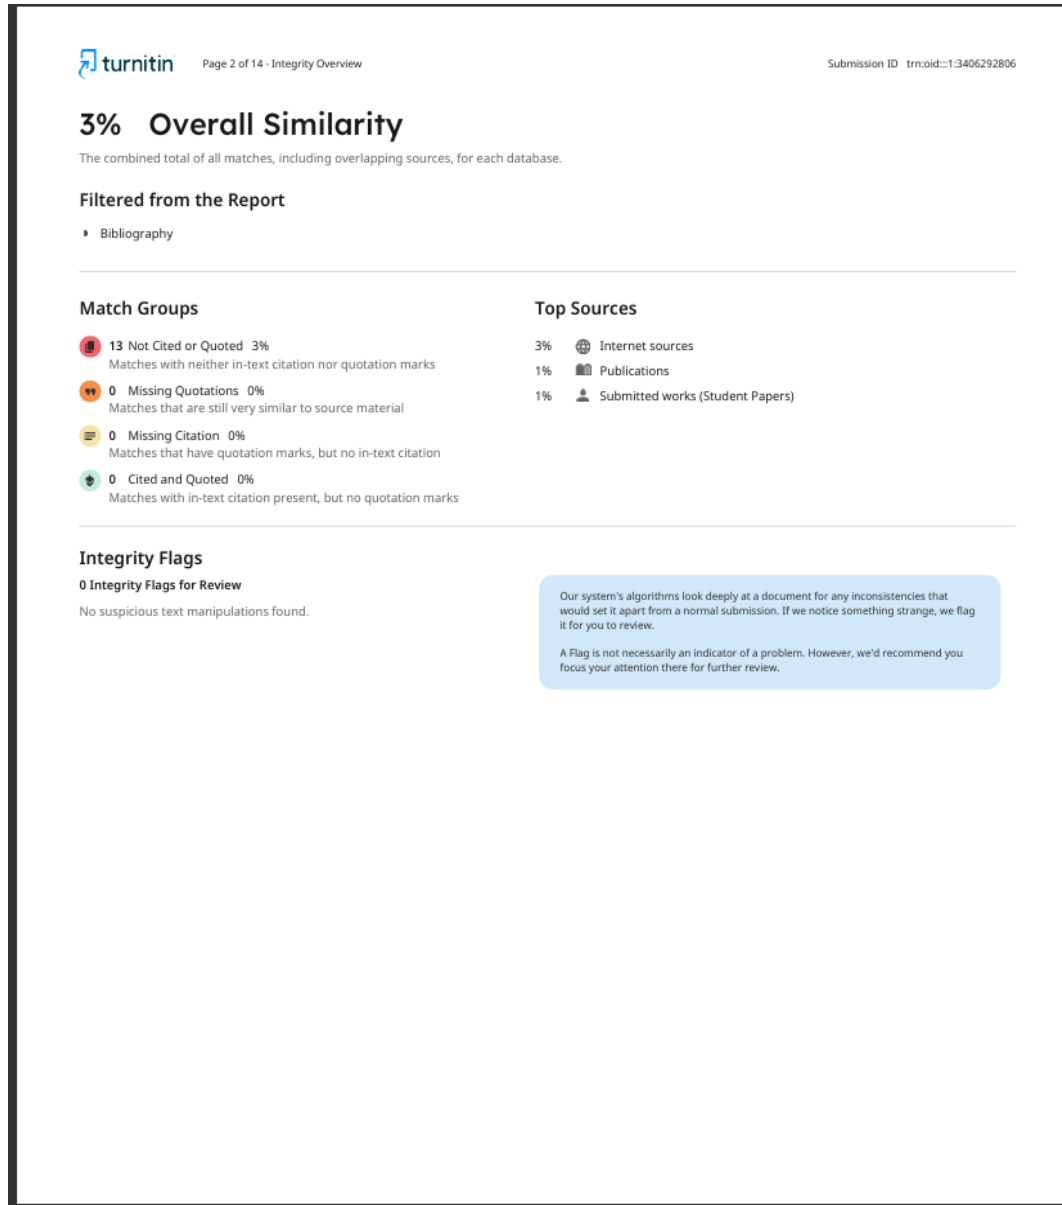 turnitin Page 2 of 14 - Integrity Overview Submission ID trn:oid:::1:3406292806
3% Overall Similarity
The combined total of all matches, including overlapping sources, for each database.
Filtered from the Report
Bibliography
Match Groups
13 Not Cited or Quoted 3%
Matches with neither in-text citation nor quotation marks
0 Missing Quotations 0%
Matches that are still very similar to source material
0 Missing Citation 0%
Matches that have quotation marks, but no in-text citation
0 Cited and Quoted 0%
Matches with in-text citation present, but no quotation marks
Top Sources
3% Internet sources
1% Publications
1% Submitted works (Student Papers)
Integrity Flags
0 Integrity Flags for Review
No suspicious text manipulations found.
Our system's algorithms look deeply at a document for any inconsistencies that
would set it apart from a normal submission. If we notice something strange, we flag
it for you to review.
A Flag is not necessarily an indicator of a problem. However, we'd recommend you
focus your attention there for further review.